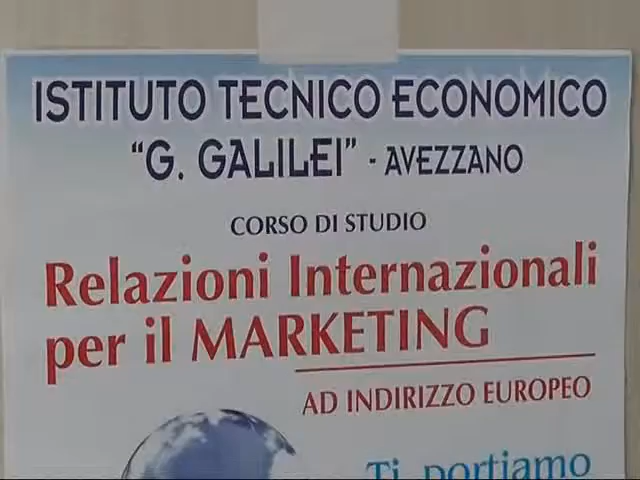 ISTITUTO TECNICO ECONOMICO
"G. GALILEI" - AVEZZANO
CORSO DI STUDIO
Relazioni Internazionali
per il MARKETING
AD INDIRIZZO EUROPEO
Ti portiamo